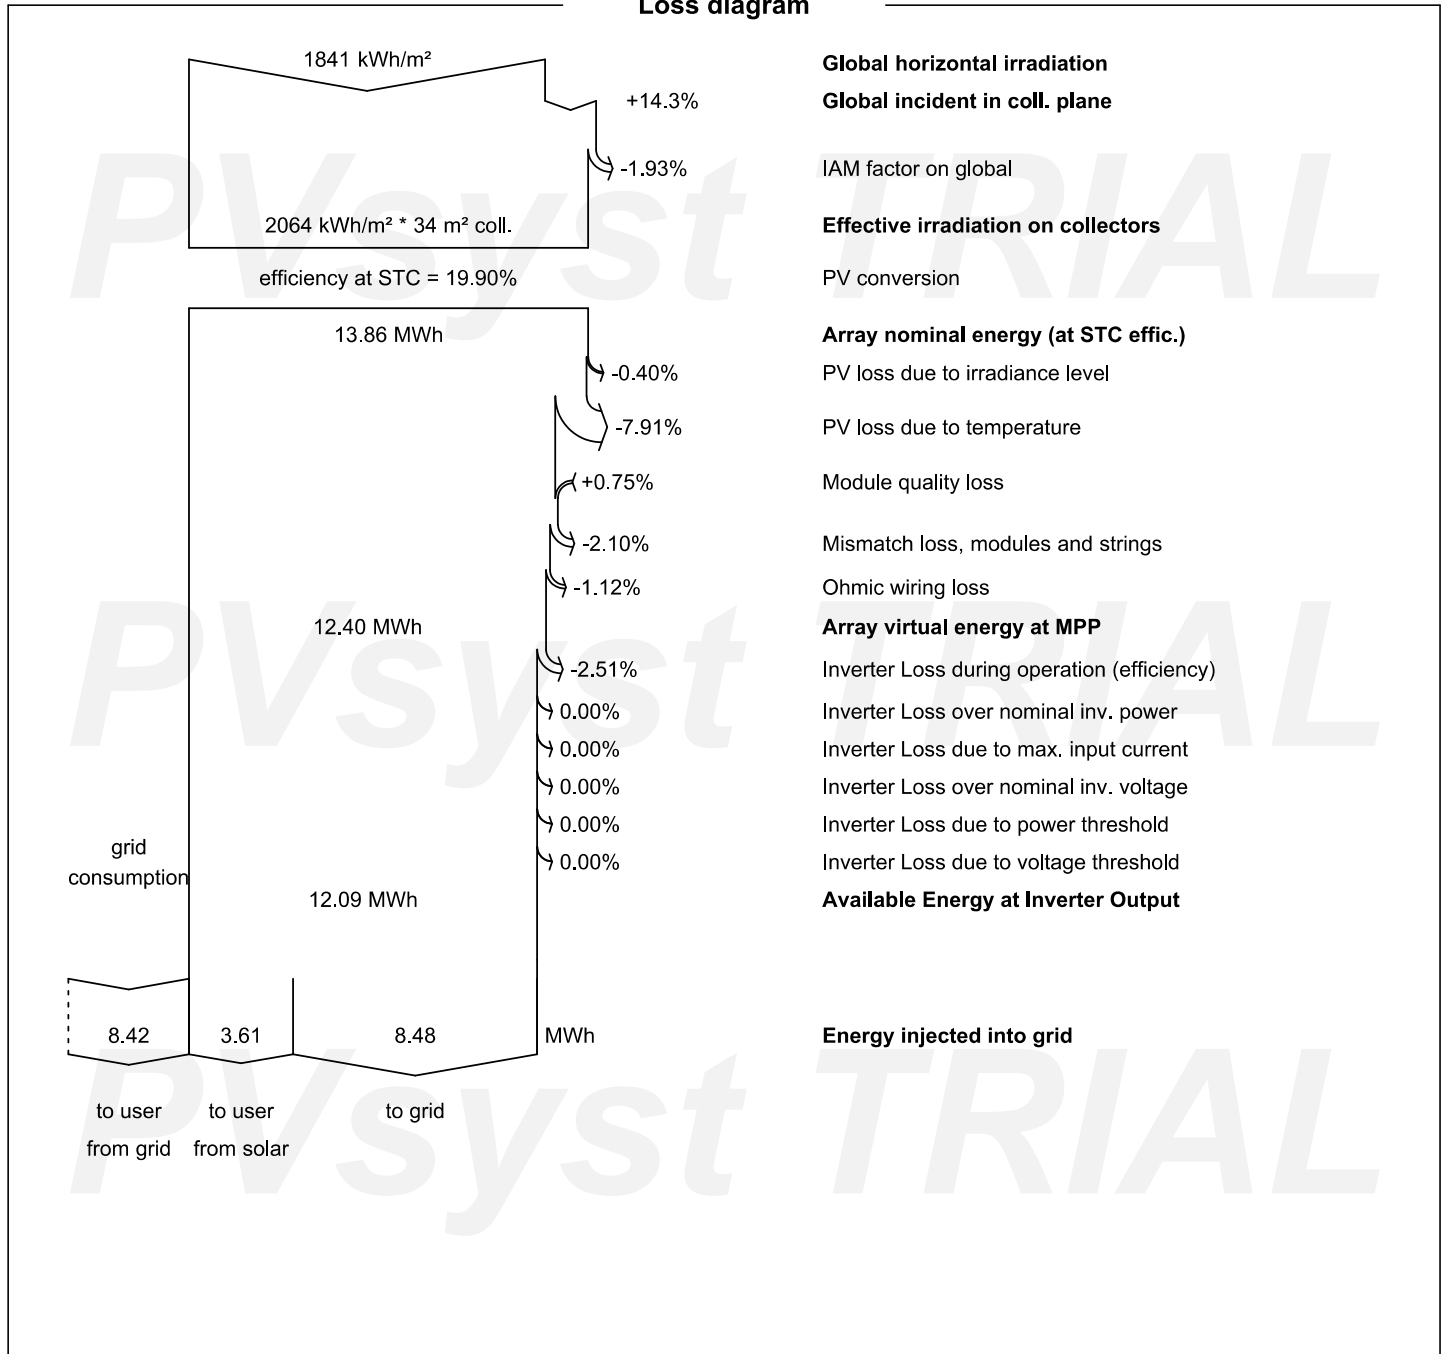 Loss diagram
1841 kWh/m²
Global horizontal irradiation
+14.3%
Global incident in coll. plane
-1.93%
IAM factor on global
2064 kWh/m² * 34 m² coll.
Effective irradiation on collectors
efficiency at STC = 19.90%
PV conversion
13.86 MWh
Array nominal energy (at STC effic.)
-0.40%
PV loss due to irradiance level
-7.91%
PV loss due to temperature
+0.75%
Module quality loss
-2.10%
Mismatch loss, modules and strings
-1.12%
Ohmic wiring loss
12.40 MWh
Array virtual energy at MPP
-2.51%
Inverter Loss during operation (efficiency)
0.00%
Inverter Loss over nominal inv. power
0.00%
Inverter Loss due to max. input current
0.00%
Inverter Loss over nominal inv. voltage
0.00%
Inverter Loss due to power threshold
0.00%
Inverter Loss due to voltage threshold
grid
consumption
12.09 MWh
Available Energy at Inverter Output
8.42
3.61
8.48
MWh
Energy injected into grid
to user
from grid
to user
from solar
to grid
PVsyst TRIAL
PVsyst TRIAL
PVsyst TRIAL